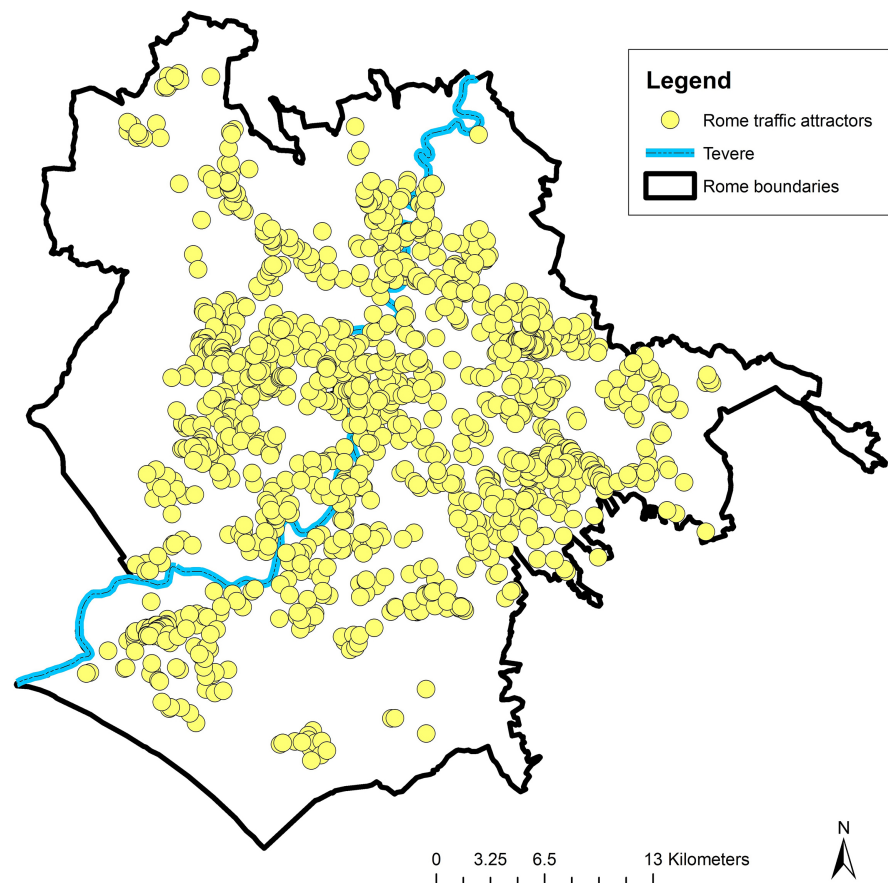 Legend
Rome traffic attractors
Tevere
Rome boundaries
N
0 3.25 6.5 13 Kilometers